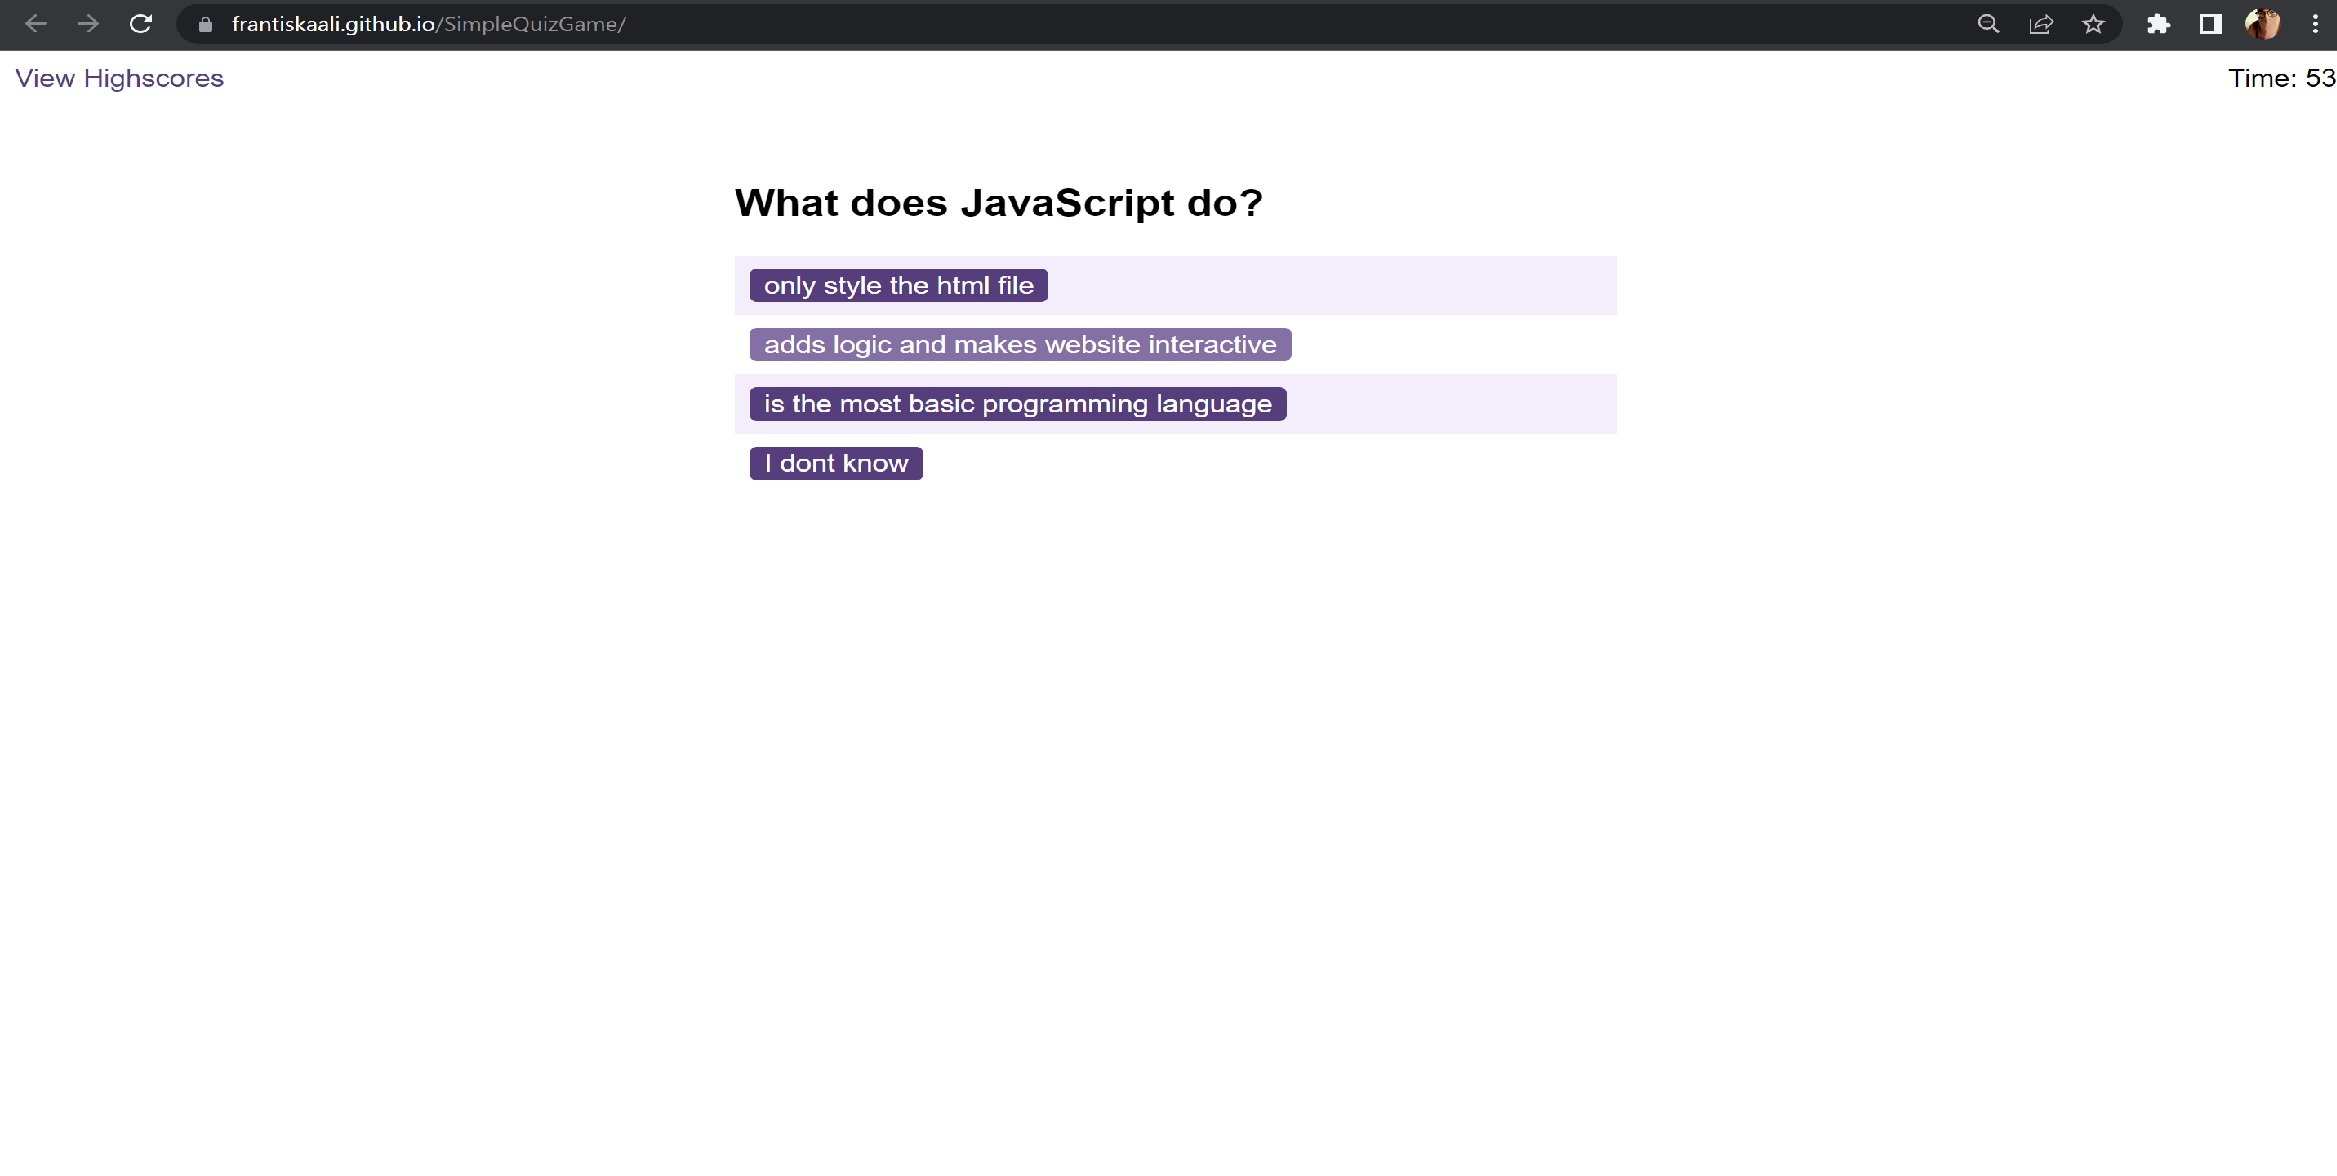 frantiskaali.github.io/SimpleQuizGame/
View Highscores
Time: 53
What does JavaScript do?
only style the html file
adds logic and makes website interactive
is the most basic programming language
I dont know